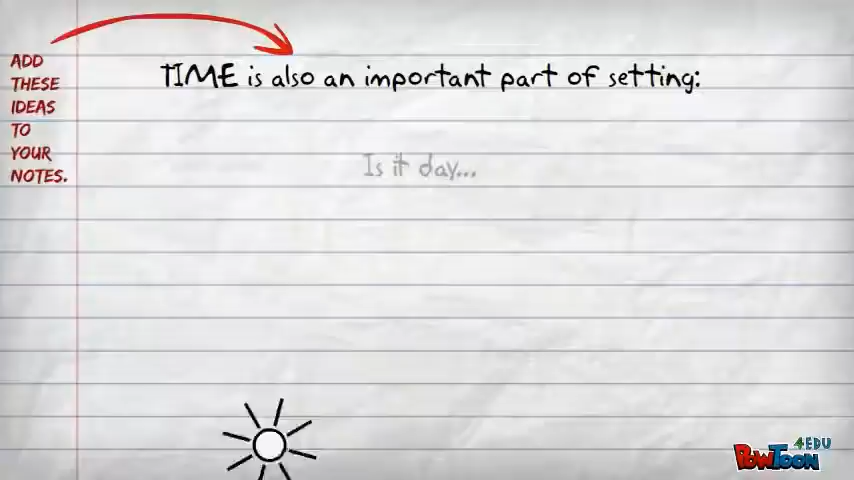 ADD
THESE
IDEAS
TO
YOUR
NOTES.
TIME is also an important part of setting:
Is it day...
4EDU
POWTOON